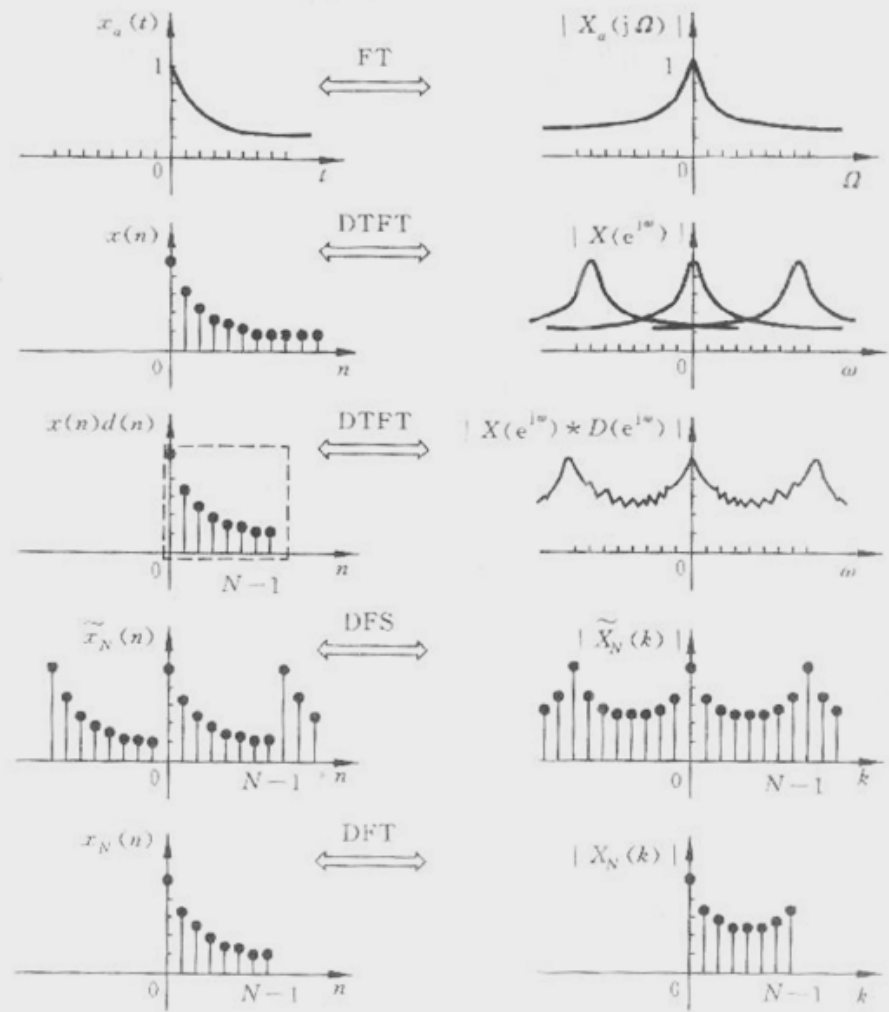 x_a(t)
FT
| X_a(jΩ) |
1
1
0
t
0
Ω
x(n)
DTFT
| X(e^{jω}) |
0
n
0
ω
x(n)d(n)
DTFT
| X(e^{jω}) * D(e^{jω}) |
0
N−1
n
0
ω
x̃_N(n)
DFS
| X̃_N(k) |
0
N−1
n
0
N−1
k
x_N(n)
DFT
| X_N(k) |
0
N−1
n
0
N−1
k